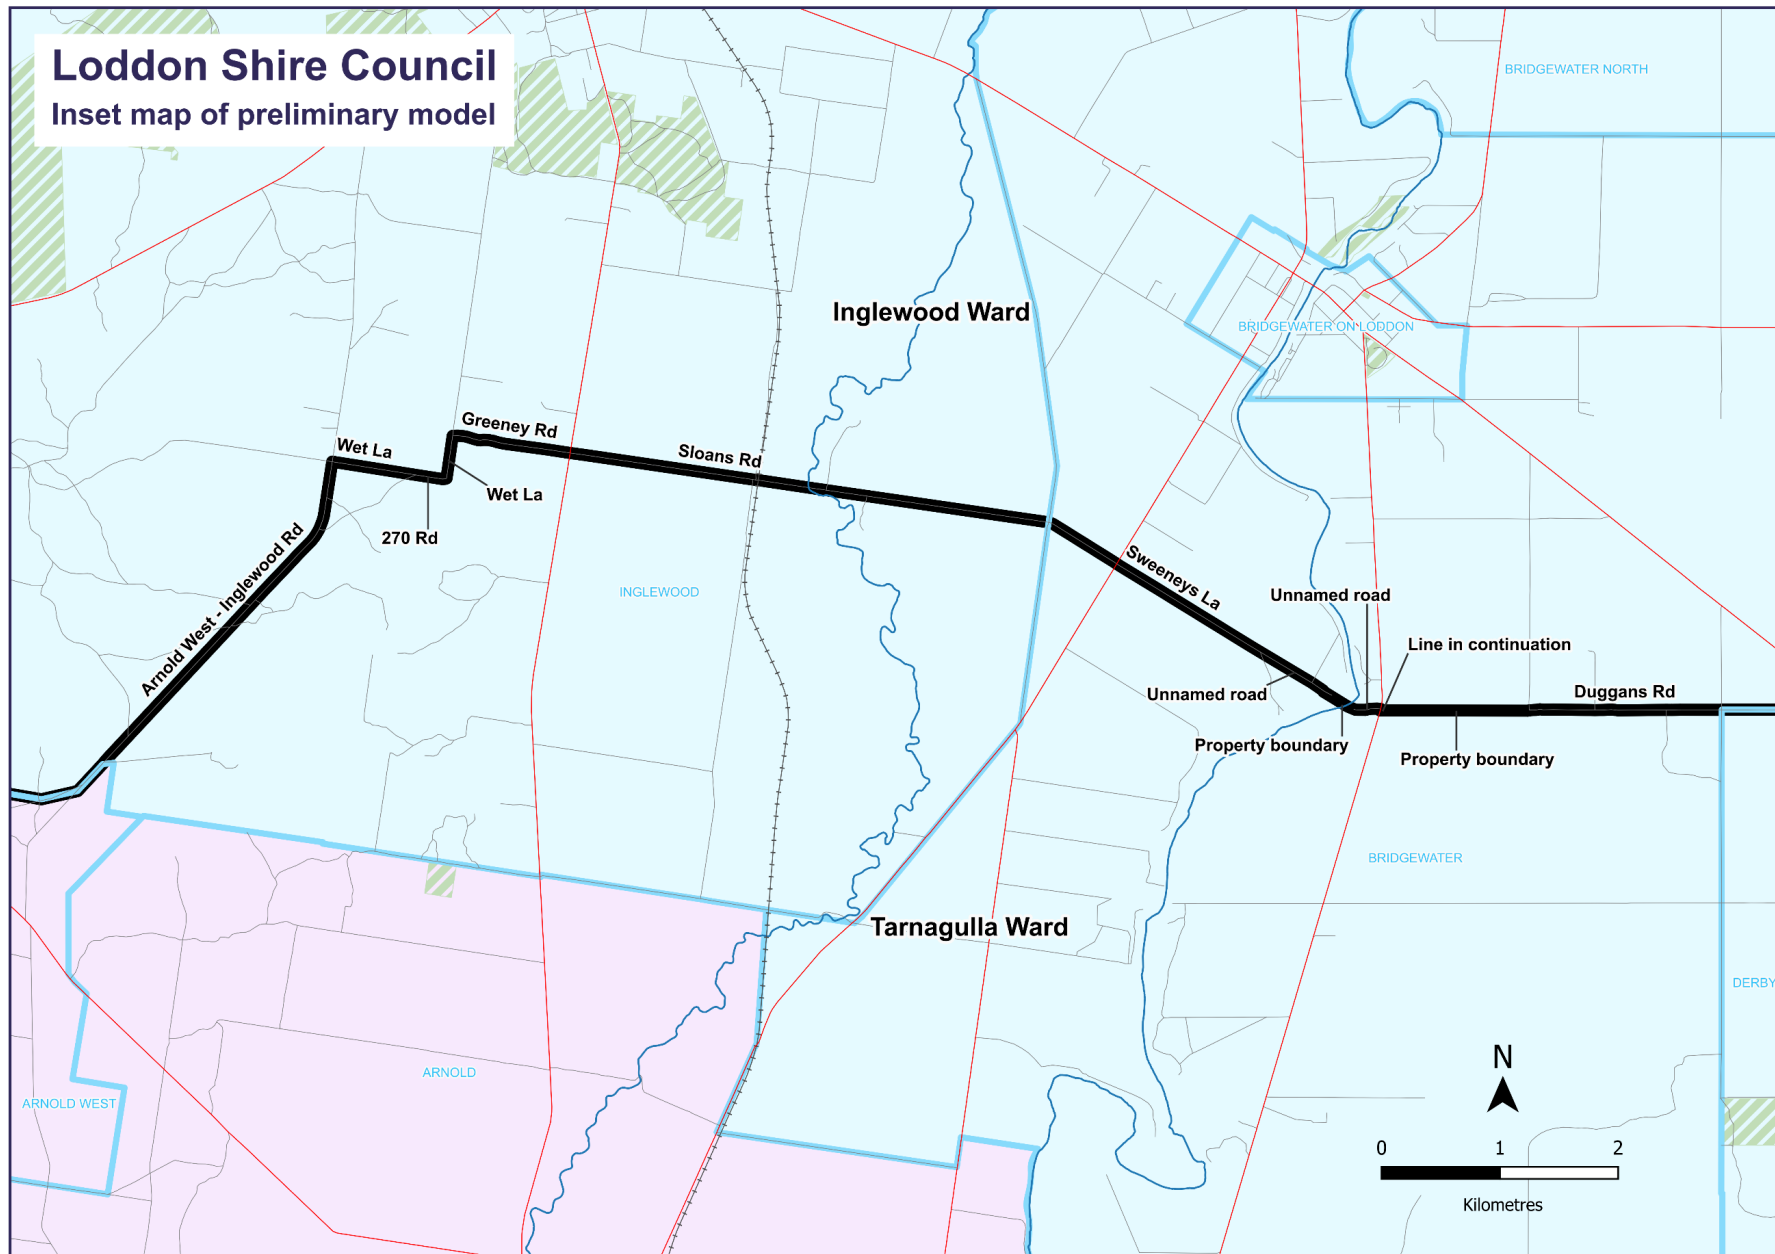 Loddon Shire Council
Inset map of preliminary model
BRIDGEWATER NORTH
Inglewood Ward
BRIDGEWATER ON LODDON
Greeney Rd
Wet La
Sloans Rd
Wet La
270 Rd
Arnold West - Inglewood Rd
INGLEWOOD
Sweeneys La
Unnamed road
Line in continuation
Unnamed road
Duggans Rd
Property boundary
Property boundary
BRIDGEWATER
Tarnagulla Ward
DERBY
ARNOLD
ARNOLD WEST
N
0 1 2
Kilometres